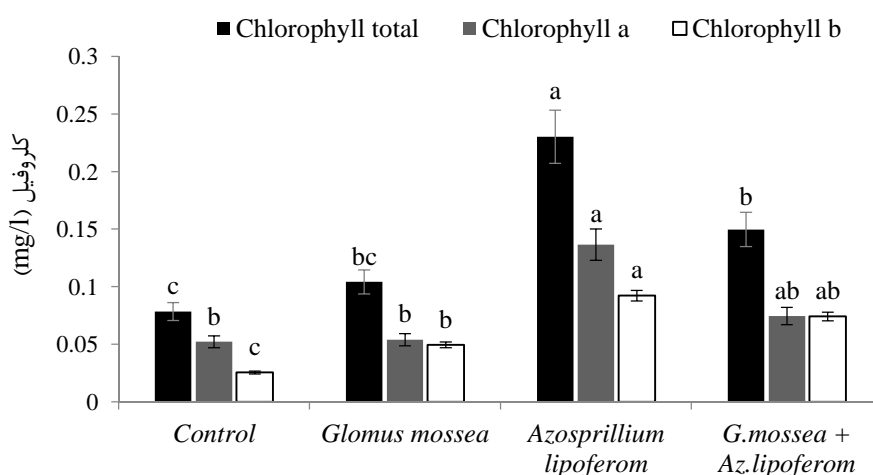 Chlorophyll total Chlorophyll a Chlorophyll b
0.3
0.25
0.2
0.15
0.1
0.05
0
کلروفیل (mg/l)
c b c
bc b b
a a a
b ab ab
Control
Glomus mossea
Azosprillium
lipoferom
G.mossea +
Az.lipoferom